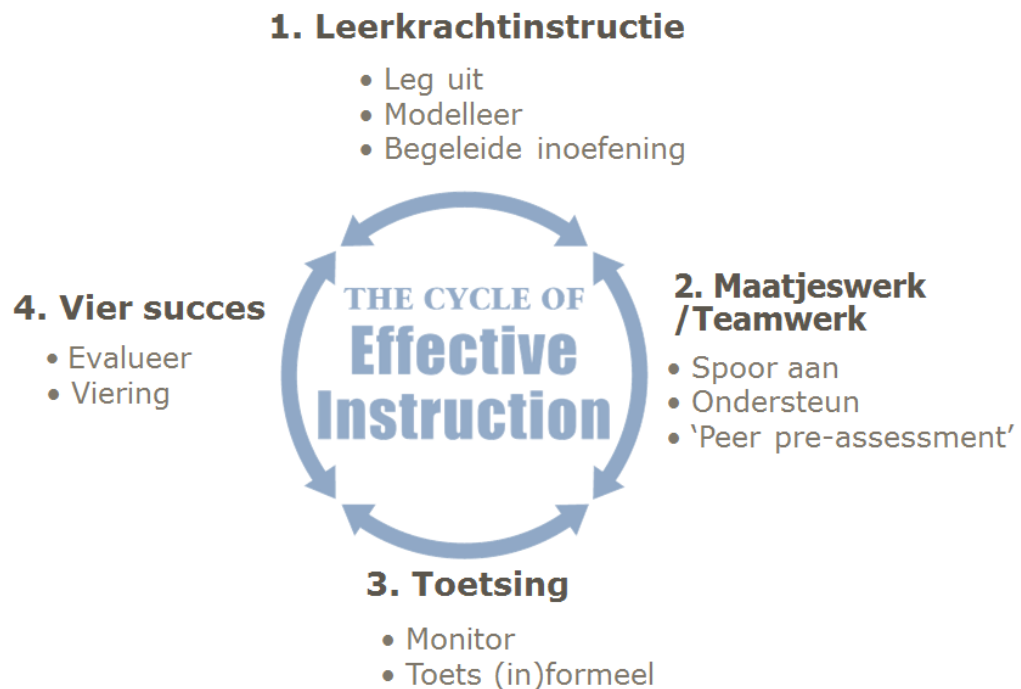 1. Leerkrachtinstructie
• Leg uit
• Modelleer
• Begeleide inoefening
THE CYCLE OF
Effective
Instruction
2. Maatjeswerk
/Teamwerk
• Spoor aan
• Ondersteun
• ‘Peer pre-assessment’
3. Toetsing
• Monitor
• Toets (in)formeel
4. Vier succes
• Evalueer
• Viering